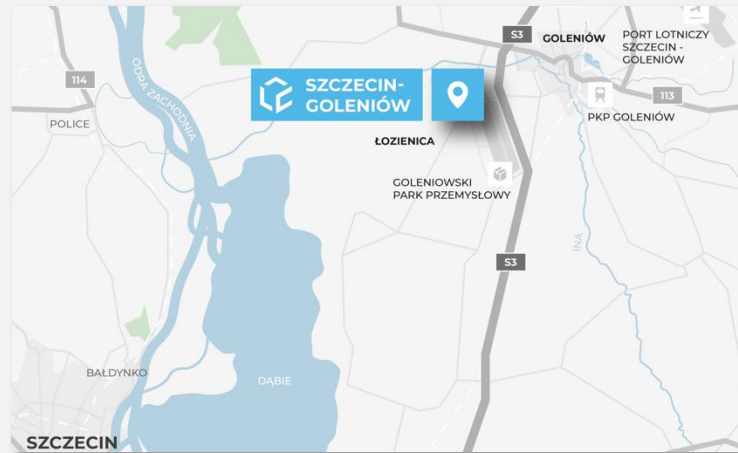 S3
GOLENIÓW
PORT LOTNICZY
SZCZECIN -
GOLENIÓW
114
ODRA ZACHODNIA
SZCZECIN-
GOLENIÓW
113
POLICE
PKP GOLENIÓW
ŁOZIENICA
GOLENIOWSKI
PARK PRZEMYSŁOWY
INA
S3
BAŁDYNKO
DĄBIE
SZCZECIN